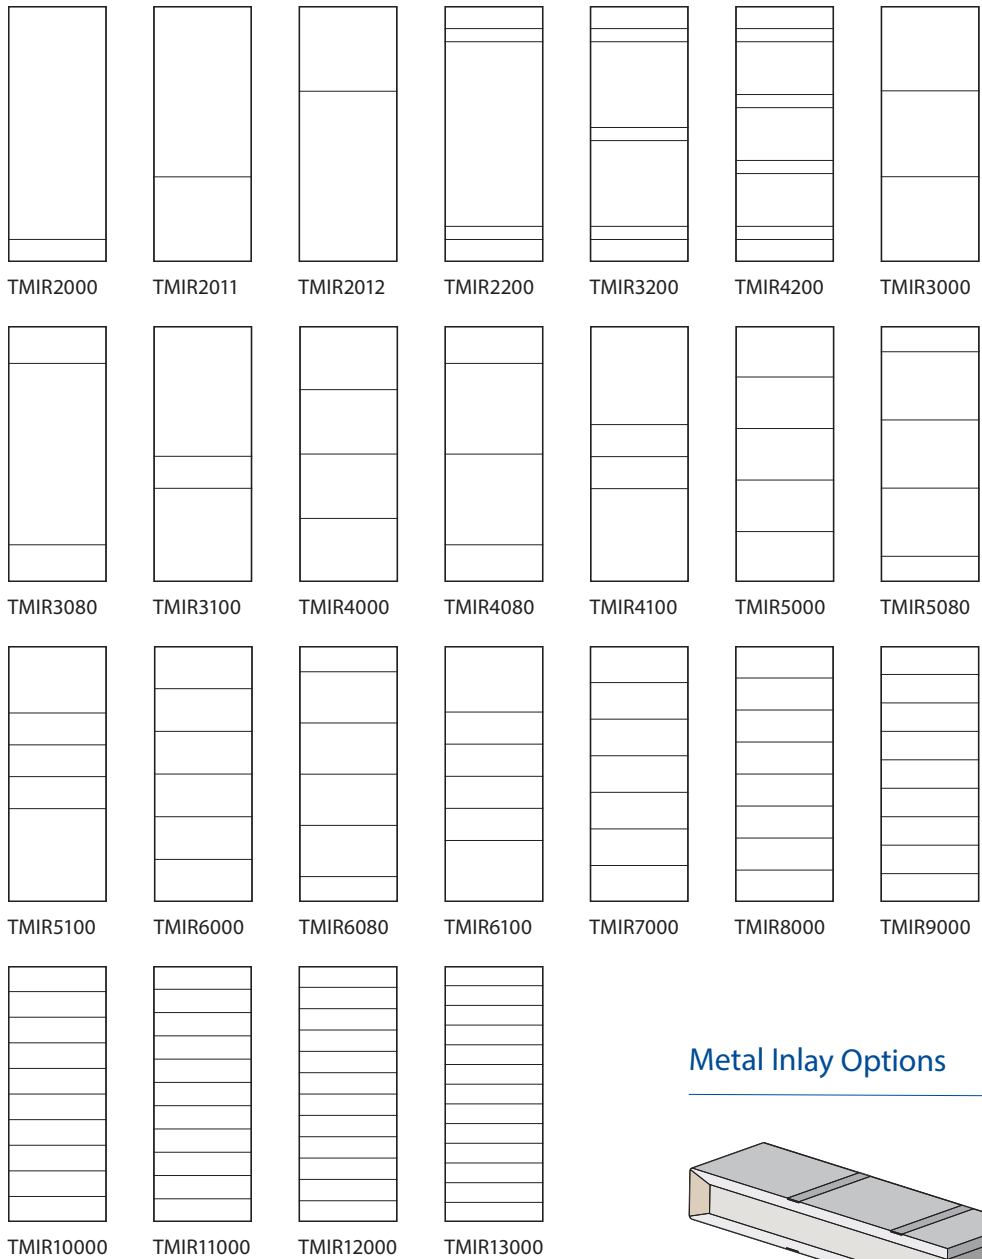 TMIR2000 TMIR2011 TMIR2012 TMIR2200 TMIR3200 TMIR4200 TMIR3000
TMIR3080 TMIR3100 TMIR4000 TMIR4080 TMIR4100 TMIR5000 TMIR5080
TMIR5100 TMIR6000 TMIR6080 TMIR6100 TMIR7000 TMIR8000 TMIR9000
Metal Inlay Options
TMIR10000 TMIR11000 TMIR12000 TMIR13000